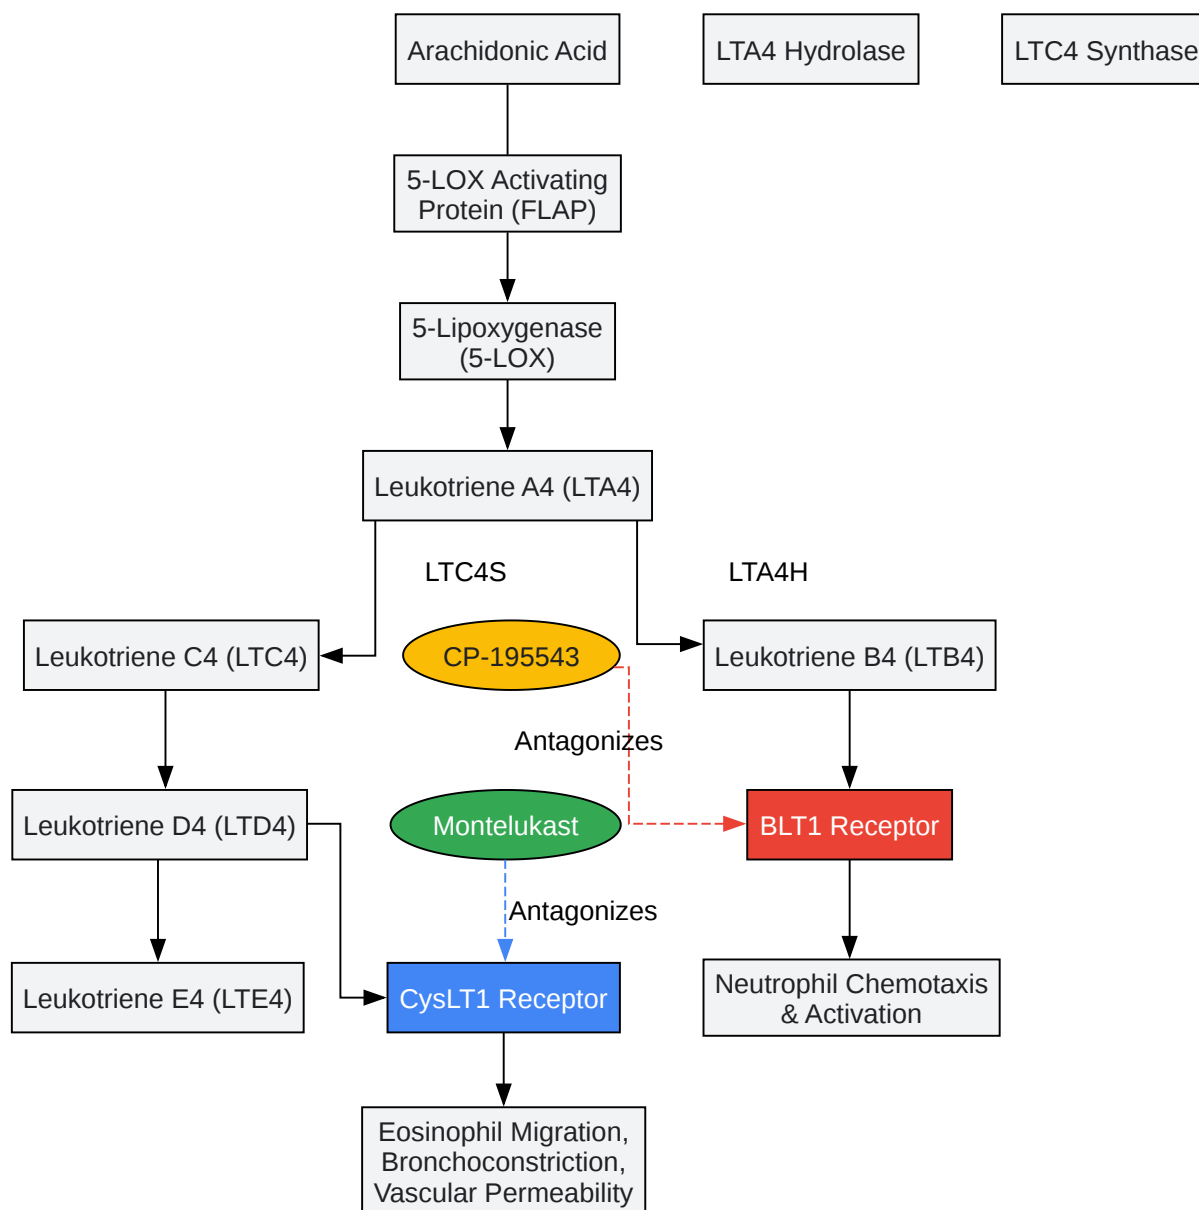 Arachidonic Acid
LTA4 Hydrolase
LTC4 Synthase
5-LOX Activating
Protein (FLAP)
5-Lipoxygenase
(5-LOX)
Leukotriene A4 (LTA4)
LTC4S
LTA4H
Leukotriene C4 (LTC4)
CP-195543
Leukotriene B4 (LTB4)
Antagonizes
Leukotriene D4 (LTD4)
Montelukast
BLT1 Receptor
Antagonizes
Leukotriene E4 (LTE4)
CysLT1 Receptor
Neutrophil Chemotaxis
& Activation
Eosinophil Migration,
Bronchoconstriction,
Vascular Permeability